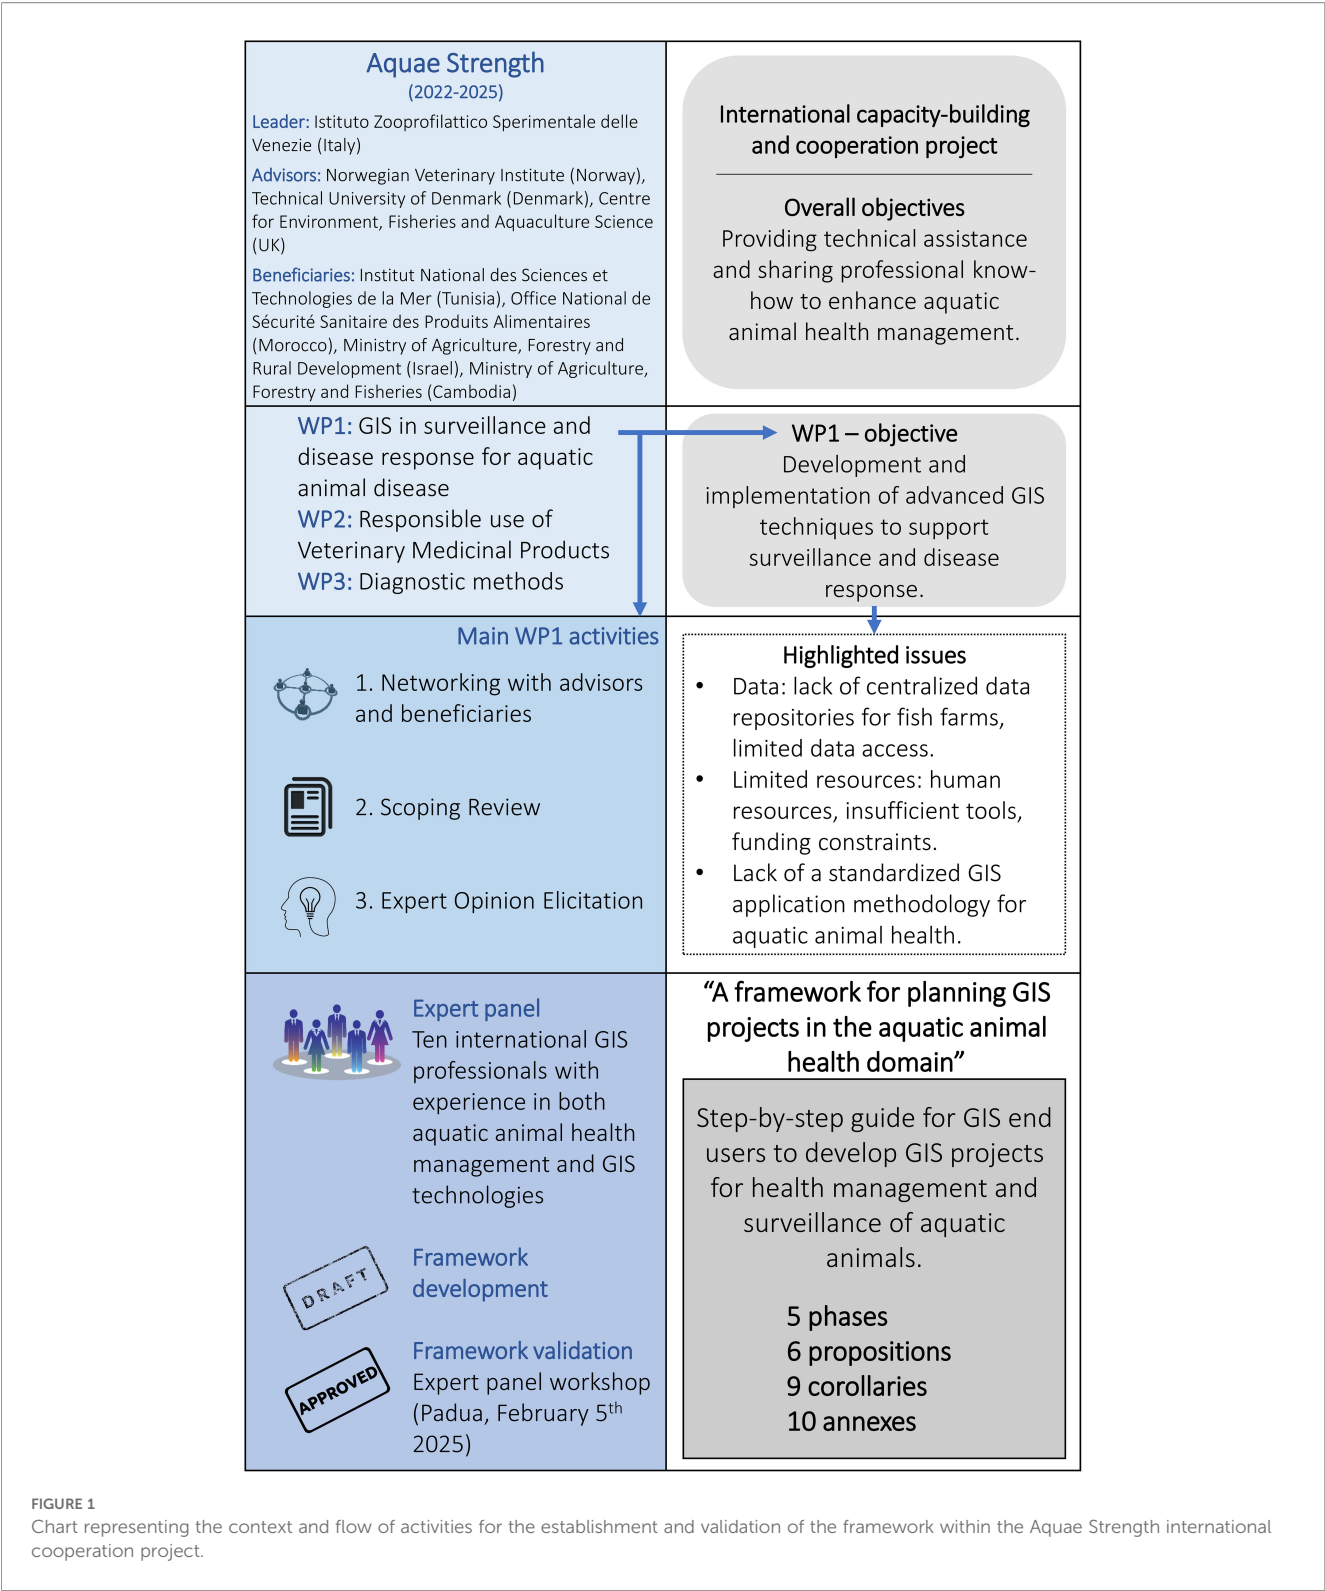 Aquae Strength
(2022-2025)
Leader: Istituto Zooprofilattico Sperimentale delle
Venezie (Italy)
Advisors: Norwegian Veterinary Institute (Norway),
Technical University of Denmark (Denmark), Centre
for Environment, Fisheries and Aquaculture Science
(UK)
Beneficiaries: Institut National des Sciences et
Technologies de la Mer (Tunisia), Office National de
Sécurité Sanitaire des Produits Alimentaires
(Morocco), Ministry of Agriculture, Forestry and
Rural Development (Israel), Ministry of Agriculture,
Forestry and Fisheries (Cambodia)
International capacity-building
and cooperation project
Overall objectives
Providing technical assistance
and sharing professional know-
how to enhance aquatic
animal health management.
WP1: GIS in surveillance and
disease response for aquatic
animal disease
WP2: Responsible use of
Veterinary Medicinal Products
WP3: Diagnostic methods
WP1 – objective
Development and
implementation of advanced GIS
techniques to support
surveillance and disease
response.
Main WP1 activities
1. Networking with advisors
and beneficiaries
2. Scoping Review
3. Expert Opinion Elicitation
Highlighted issues
• Data: lack of centralized data
repositories for fish farms,
limited data access.
• Limited resources: human
resources, insufficient tools,
funding constraints.
• Lack of a standardized GIS
application methodology for
aquatic animal health.
Expert panel
Ten international GIS
professionals with
experience in both
aquatic animal health
management and GIS
technologies
DRAFT
Framework
development
APPROVED
Framework validation
Expert panel workshop
(Padua, February 5th
2025)
“A framework for planning GIS
projects in the aquatic animal
health domain”
Step-by-step guide for GIS end
users to develop GIS projects
for health management and
surveillance of aquatic
animals.
5 phases
6 propositions
9 corollaries
10 annexes
FIGURE 1
Chart representing the context and flow of activities for the establishment and validation of the framework within the Aquae Strength international
cooperation project.